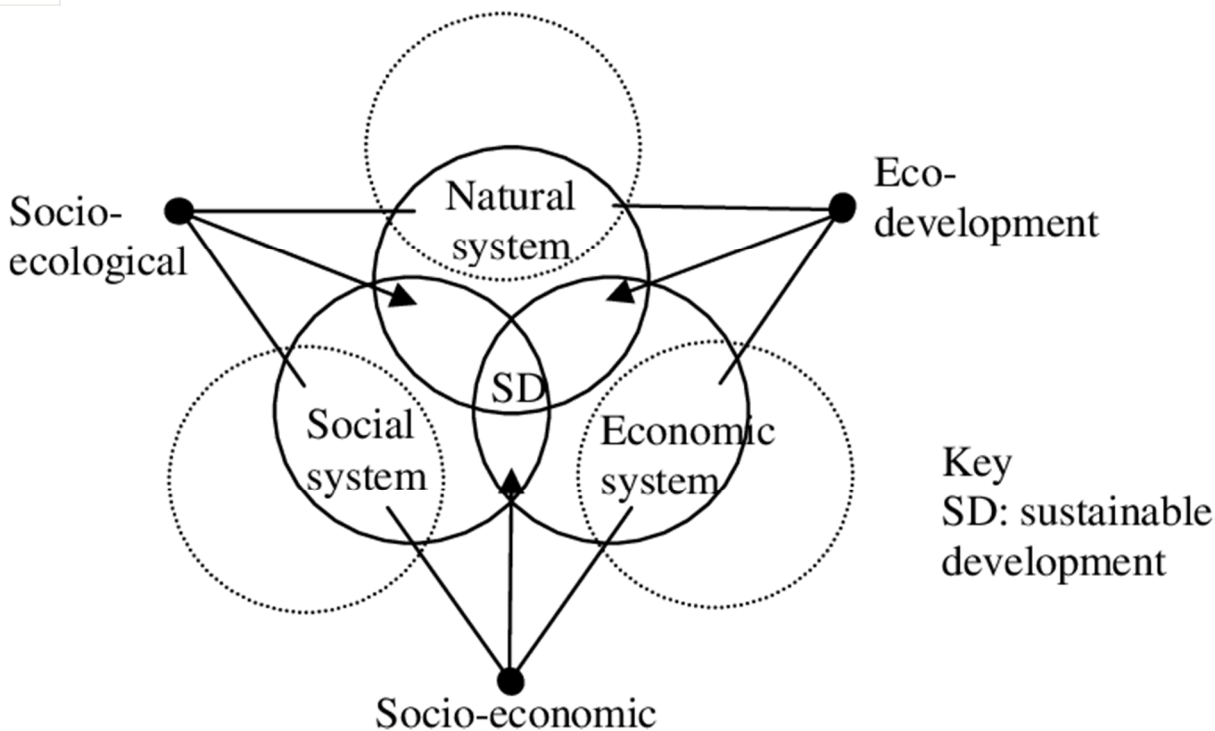 Natural
system
Eco-
development
Socio-
ecological
SD
Social
system
Economic
system
Key
SD: sustainable
development
Socio-economic